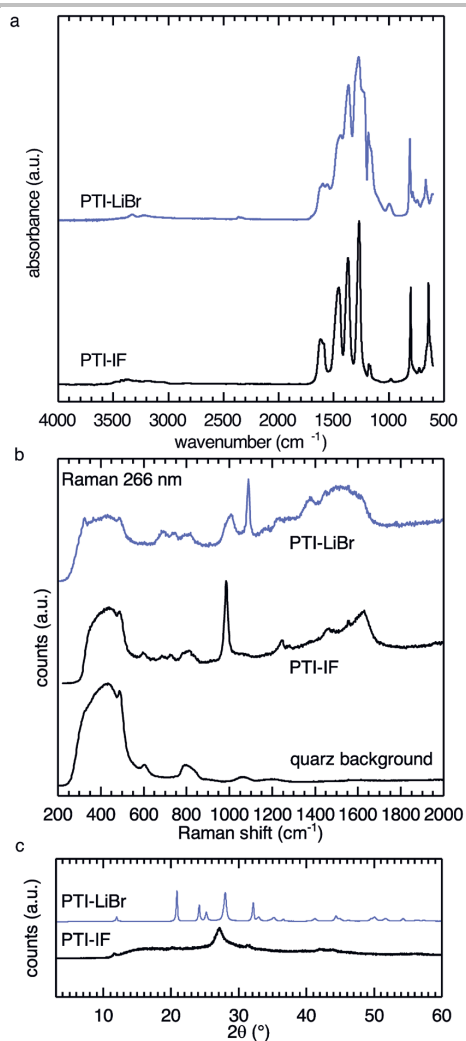 a
absorbance (a.u.)
PTI-LiBr
PTI-IF
4000 3500 3000 2500 2000 1500 1000 500
wavenumber (cm -1)
b
counts (a.u.)
Raman 266 nm
PTI-LiBr
PTI-IF
quarz background
200 400 600 800 1000 1200 1400 1600 1800 2000
Raman shift (cm-1)
c
counts (a.u.)
PTI-LiBr
PTI-IF
10 20 30 40 50 60
2θ (°)